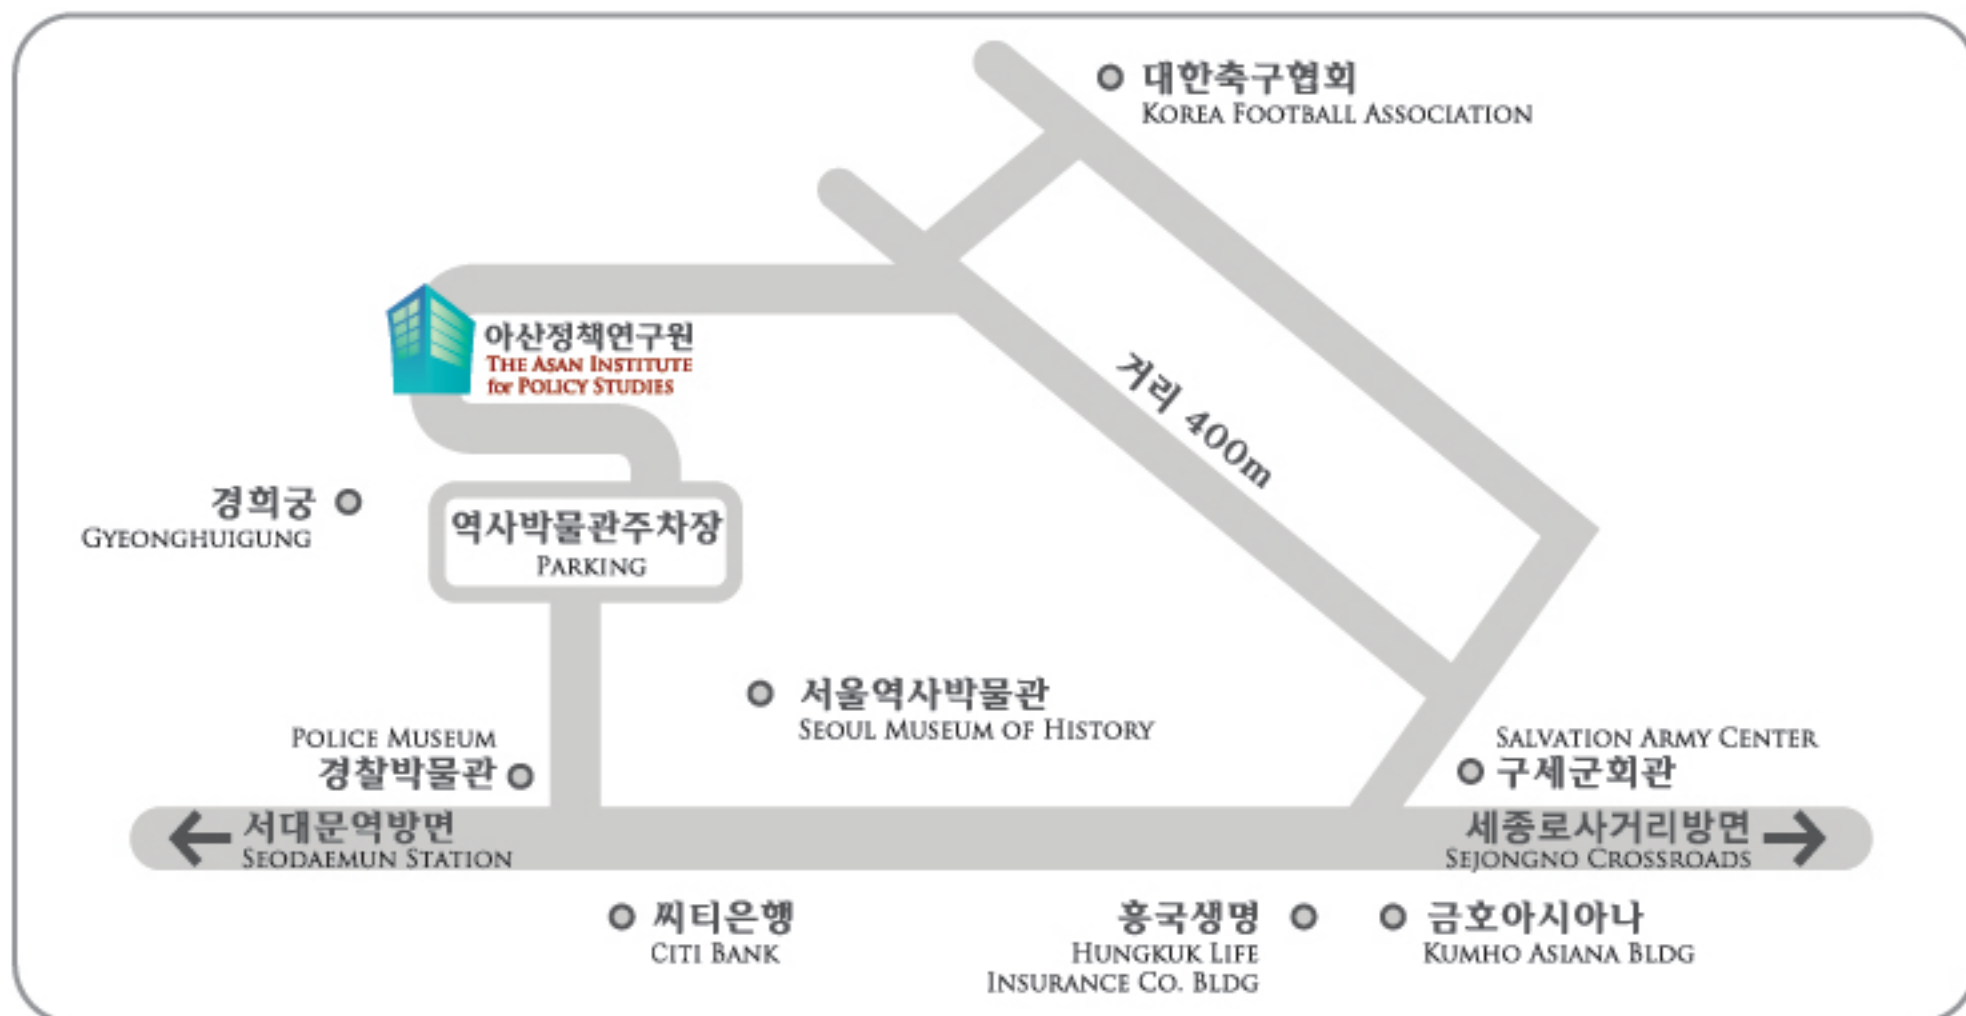 대한축구협회
KOREA FOOTBALL ASSOCIATION
아산정책연구원
THE ASAN INSTITUTE
for POLICY STUDIES
거리 400m
경희궁
GYEONGHUIGUNG
역사박물관주차장
PARKING
서울역사박물관
SEOUL MUSEUM OF HISTORY
POLICE MUSEUM
경찰박물관
SALVATION ARMY CENTER
구세군회관
서대문역방면
SEODAEMUN STATION
세종로사거리방면
SEJONGNO CROSSROADS
씨티은행
CITI BANK
흥국생명
HUNGKUK LIFE
INSURANCE CO. BLDG
금호아시아나
KUMHO ASIANA BLDG